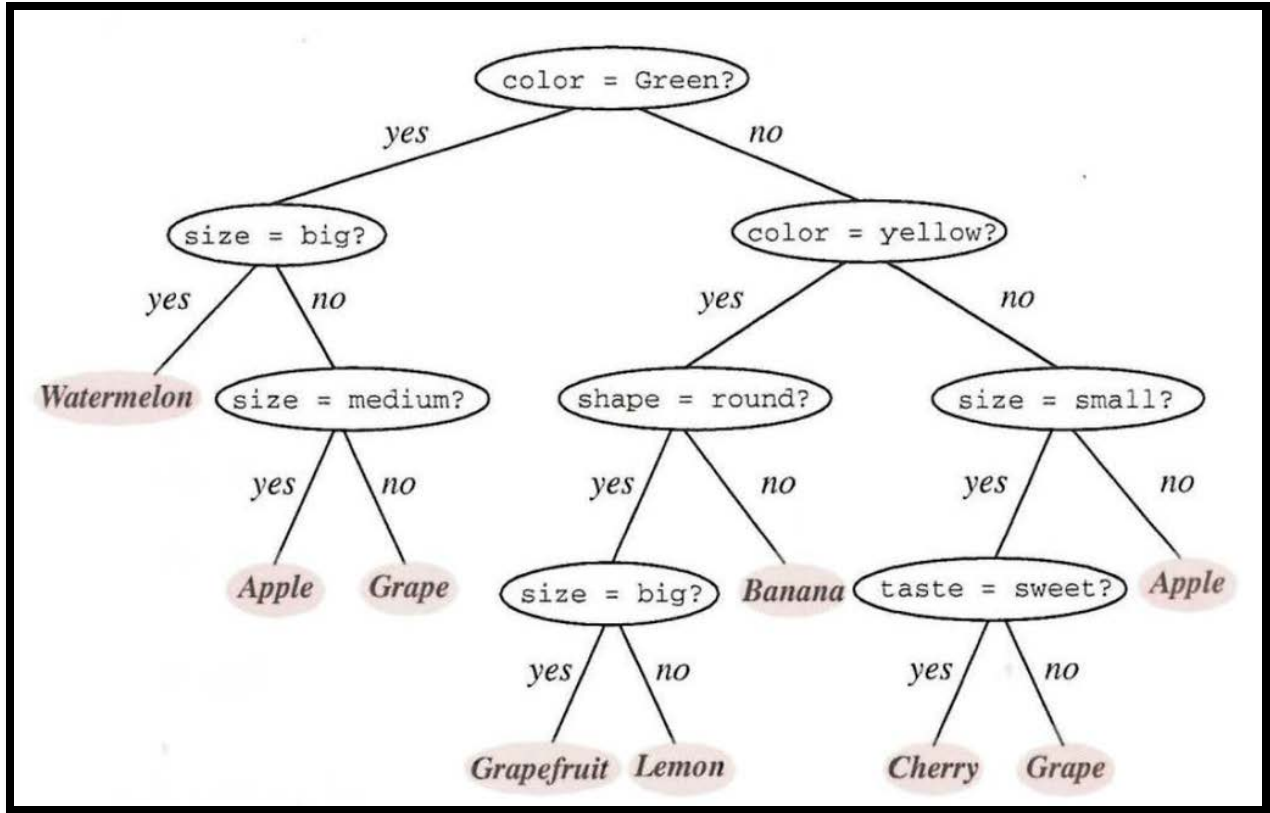 color = Green?
yes
no
size = big?
color = yellow?
yes
no
yes
no
Watermelon
size = medium?
shape = round?
size = small?
yes
no
yes
no
yes
no
Apple
Grape
size = big?
Banana
taste = sweet?
Apple
yes
no
yes
no
Grapefruit
Lemon
Cherry
Grape